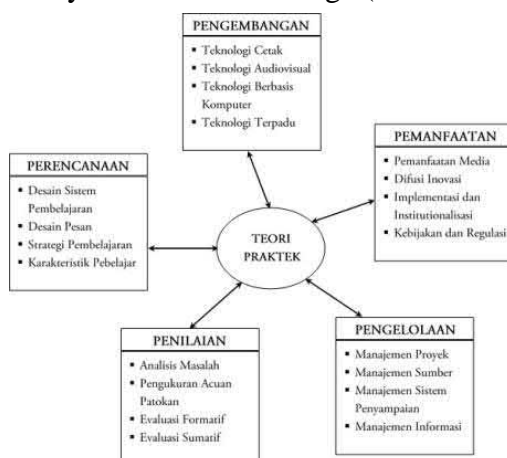 PENGEMBANGAN
▪ Teknologi Cetak
▪ Teknologi Audiovisual
▪ Teknologi Berbasis
Komputer
▪ Teknologi Terpadu
PEMANFAATAN
▪ Pemanfaatan Media
▪ Difusi Inovasi
▪ Implementasi dan
Institutionalisasi
▪ Kebijakan dan Regulasi
PERENCANAAN
▪ Desain Sistem
Pembelajaran
▪ Desain Pesan
▪ Strategi Pembelajaran
▪ Karakteristik Pebelajar
TEORI
PRAKTEK
PENILAIAN
▪ Analisis Masalah
▪ Pengukuran Acuan
Patokan
▪ Evaluasi Formatif
▪ Evaluasi Sumatif
PENGELOLAAN
▪ Manajemen Proyek
▪ Manajemen Sumber
▪ Manajemen Sistem
Penyampaian
▪ Manajemen Informasi